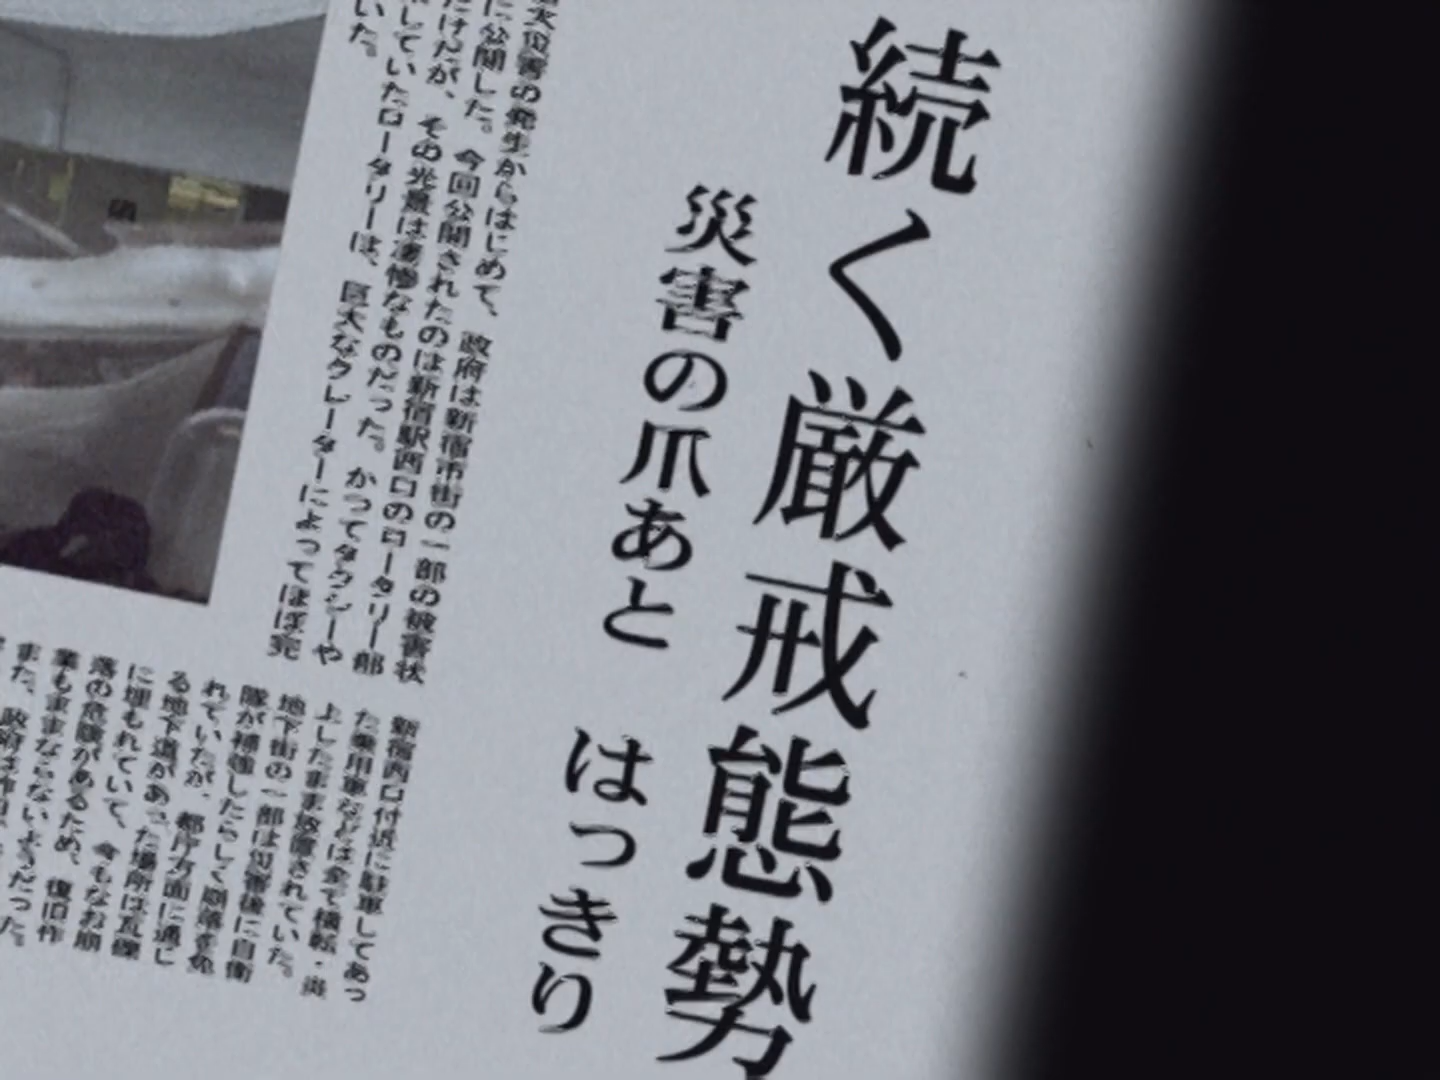 続く厳戒態勢
災害の爪あと　はっきり
大災害の発生からはじめて、政府は新宿市街の一部の被害状
に公開した。今回公開されたのは新宿駅西口のロータリー部
だけだが、その光景は凄惨なものだった。かつてタクシーや
していたロータリーは、巨大なクレーターによってほぼ完
いた。
新宿西口付近に駐車してあっ
た乗用車などは全て横転・炎
上したまま放置されていた。
地下街の一部は災害後に自衛
隊が補強したらしく崩落を免
れていたが、都庁方面に通じ
る地下道があった場所は瓦礫
に埋もれていて、今もなお崩
落の危険があるため、復旧作
業もままならないようだった。
また、政府は昨日